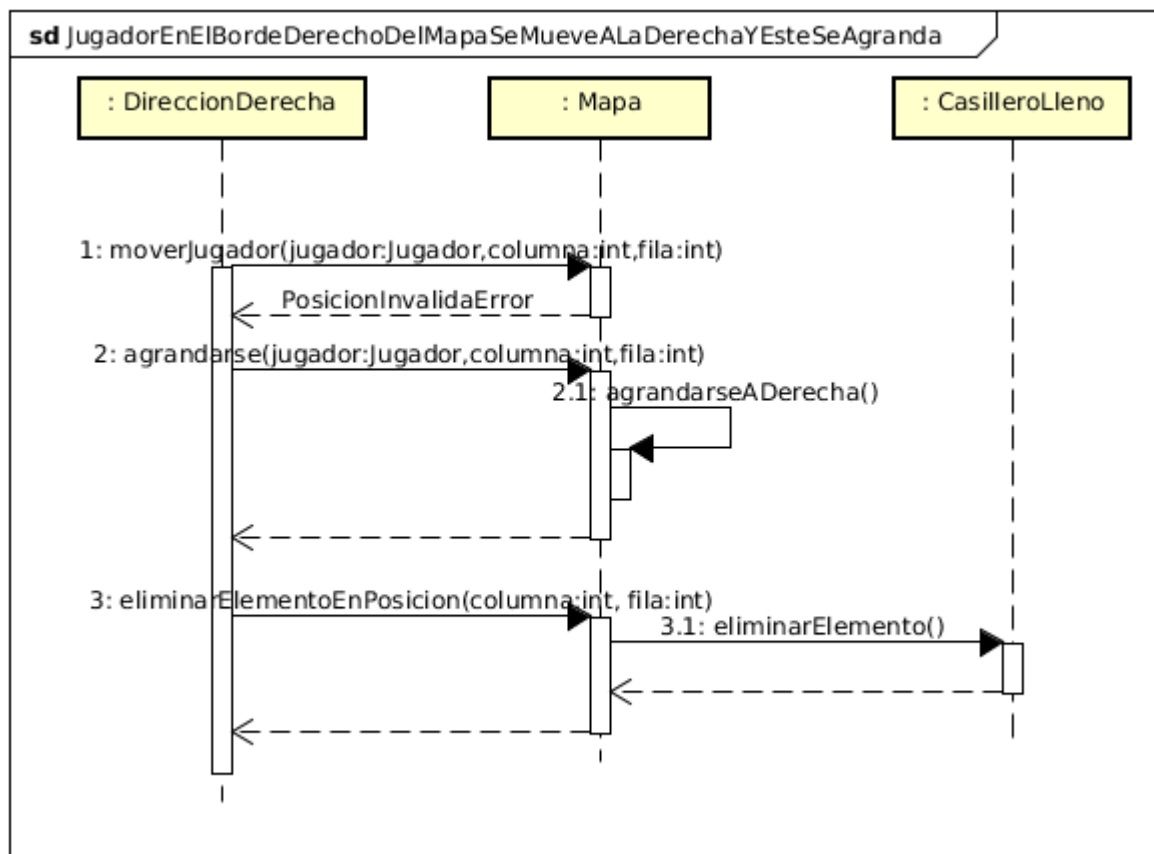 sd JugadorEnElBordeDerechoDelMapaSeMueveALaDerechaYEsteSeAgranda
: DireccionDerecha
: Mapa
: CasilleroLleno
1: moverJugador(jugador:Jugador,columna:int,fila:int)
PosicionInvalidaError
2: agrandarse(jugador:Jugador,columna:int,fila:int)
2.1: agrandarseADerecha()
3: eliminarElementoEnPosicion(columna:int, fila:int)
3.1: eliminarElemento()